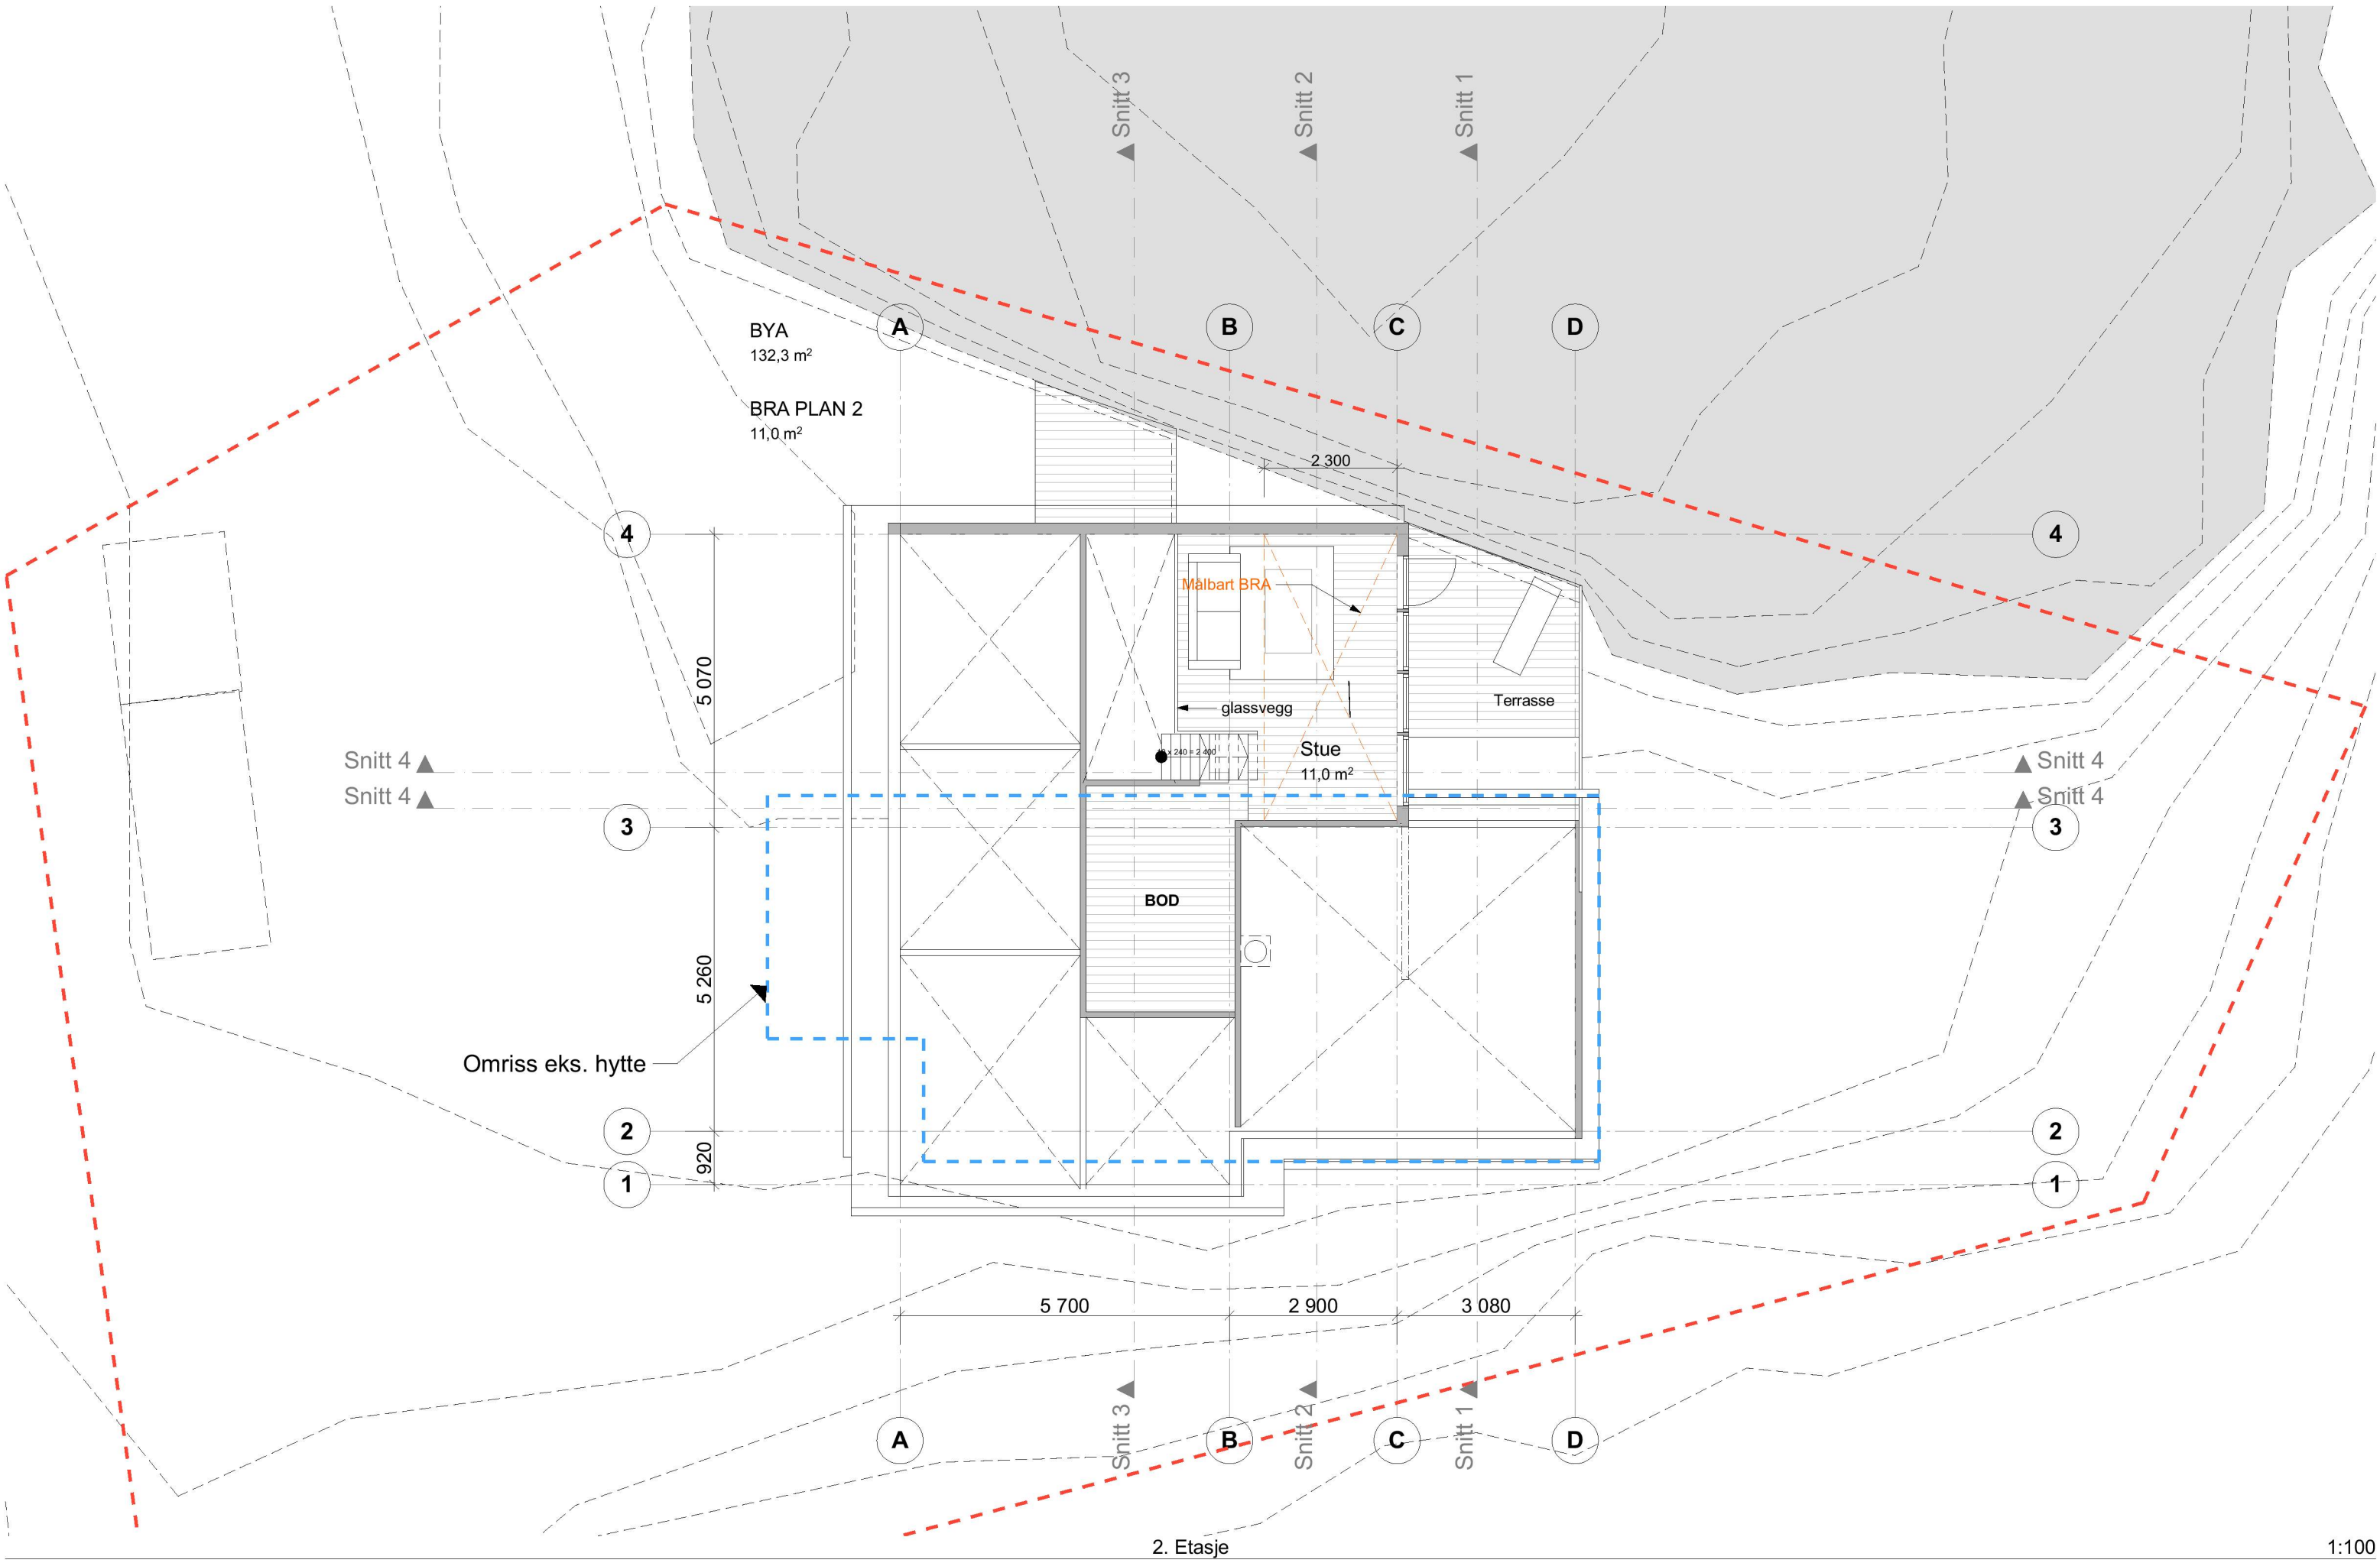 Snitt 3
Snitt 2
Snitt 1
BYA
132,3 m²
A
B
C
D
BRA PLAN 2
11,0 m²
2 300
4
4
Målbart BRA
5 070
Terrasse
glassvegg
Stue
x 240 = 2 400
11,0 m²
Snitt 4
Snitt 4
Snitt 4
Snitt 4
3
3
BOD
5 260
Omriss eks. hytte
2
2
920
1
1
5 700
2 900
3 080
Snitt 3
Snitt 2
Snitt 1
A
B
C
D
2. Etasje
1:100